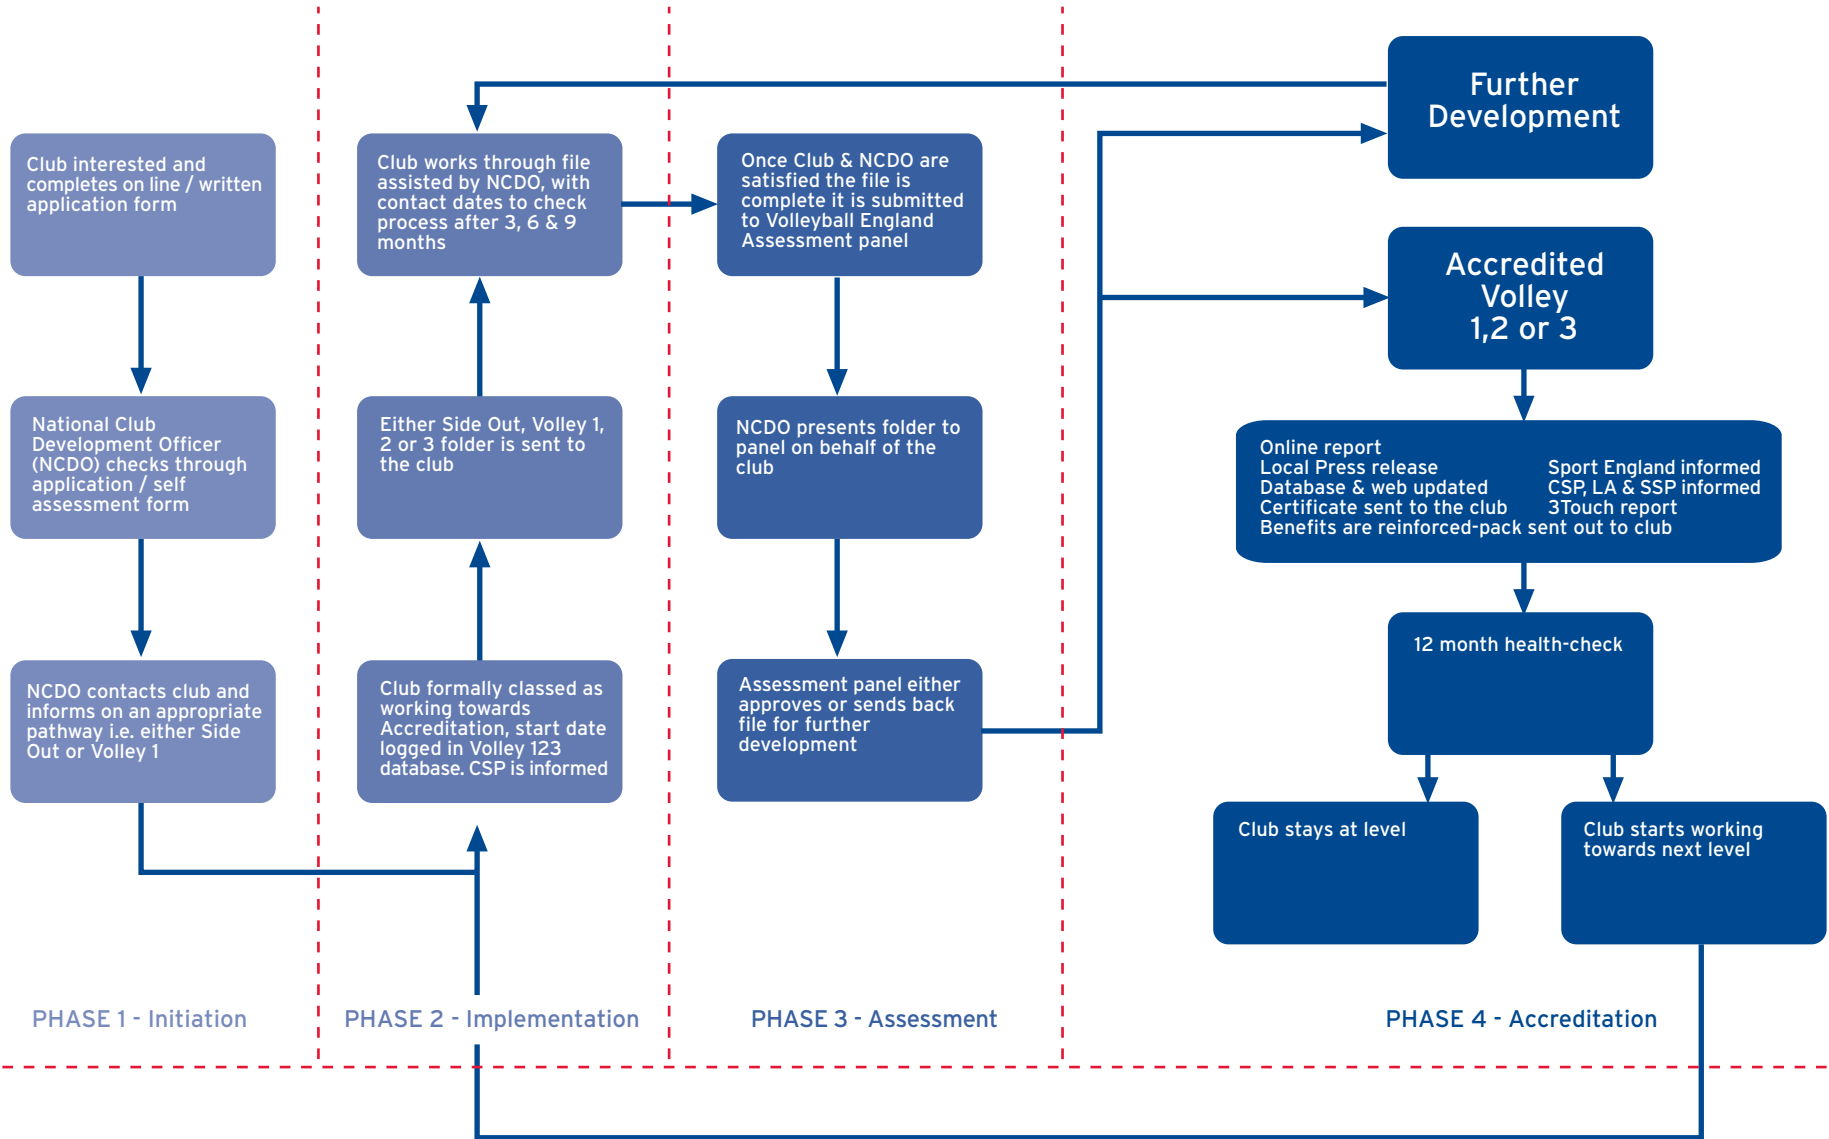 Club interested and
completes on line / written
application form
National Club
Development Officer
(NCDO) checks through
application / self
assessment form
NCDO contacts club and
informs on an appropriate
pathway i.e. either Side
Out or Volley 1
PHASE 1 - Initiation
Club works through file
assisted by NCDO, with
contact dates to check
process after 3, 6 & 9
months
Either Side Out, Volley 1,
2 or 3 folder is sent to
the club
Club formally classed as
working towards
Accreditation, start date
logged in Volley 123
database. CSP is informed
PHASE 2 - Implementation
Once Club & NCDO are
satisfied the file is
complete it is submitted
to Volleyball England
Assessment panel
NCDO presents folder to
panel on behalf of the
club
Assessment panel either
approves or sends back
file for further
development
PHASE 3 - Assessment
Further
Development
Accredited
Volley
1,2 or 3
Online report
Local Press release
Sport England informed
Database & web updated
CSP, LA & SSP informed
Certificate sent to the club
3Touch report
Benefits are reinforced-pack sent out to club
12 month health-check
Club stays at level
Club starts working
towards next level
PHASE 4 - Accreditation